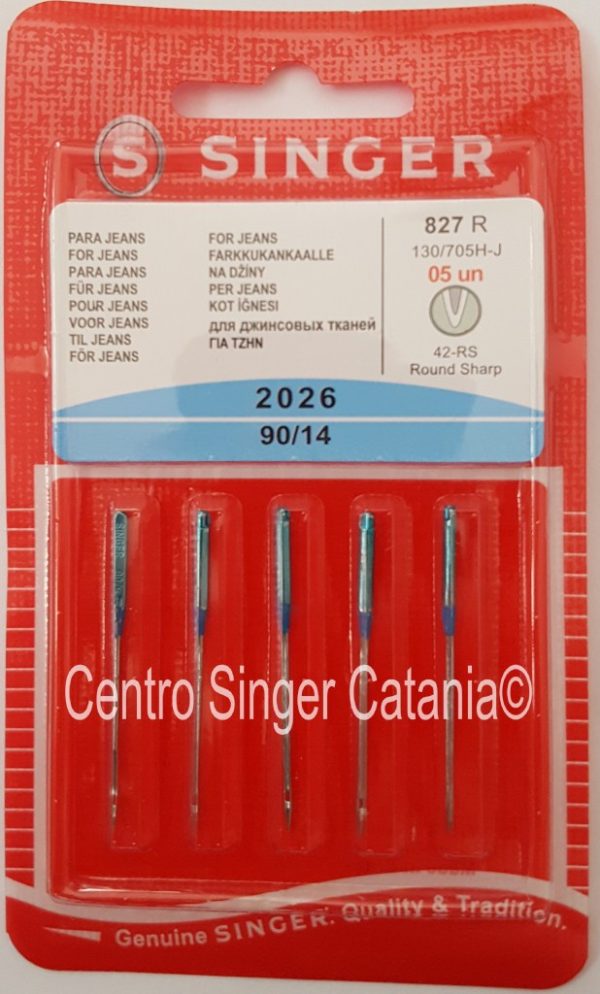 S SINGER
PARA JEANS
FOR JEANS
PARA JEANS
FÜR JEANS
POUR JEANS
VOOR JEANS
TIL JEANS
FÖR JEANS
FOR JEANS
FARKKUKANKAALLE
NA DŽÍNY
PER JEANS
KOT İĞNESI
для джинсовых тканей
ΓΙΑ ΤΖΗΝ
827 R
130/705H-J
05 un
42-RS
Round Sharp
2026
90/14
Centro Singer Catania©
Genuine SINGER. Quality & Tradition.